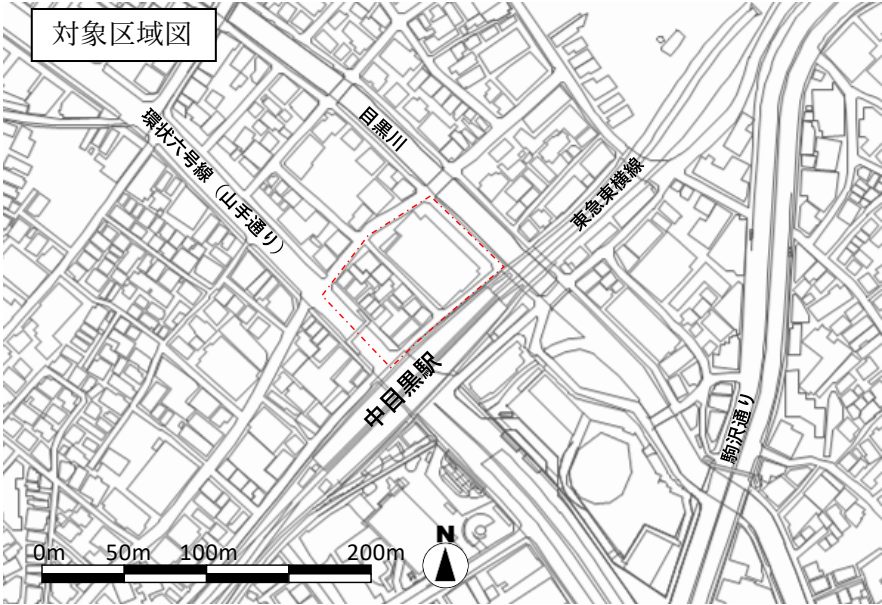 対象区域図
環状六号線（山手通り）
目黒川
東急東横線
中目黒駅
駒沢通り
N
0m 50m 100m 200m